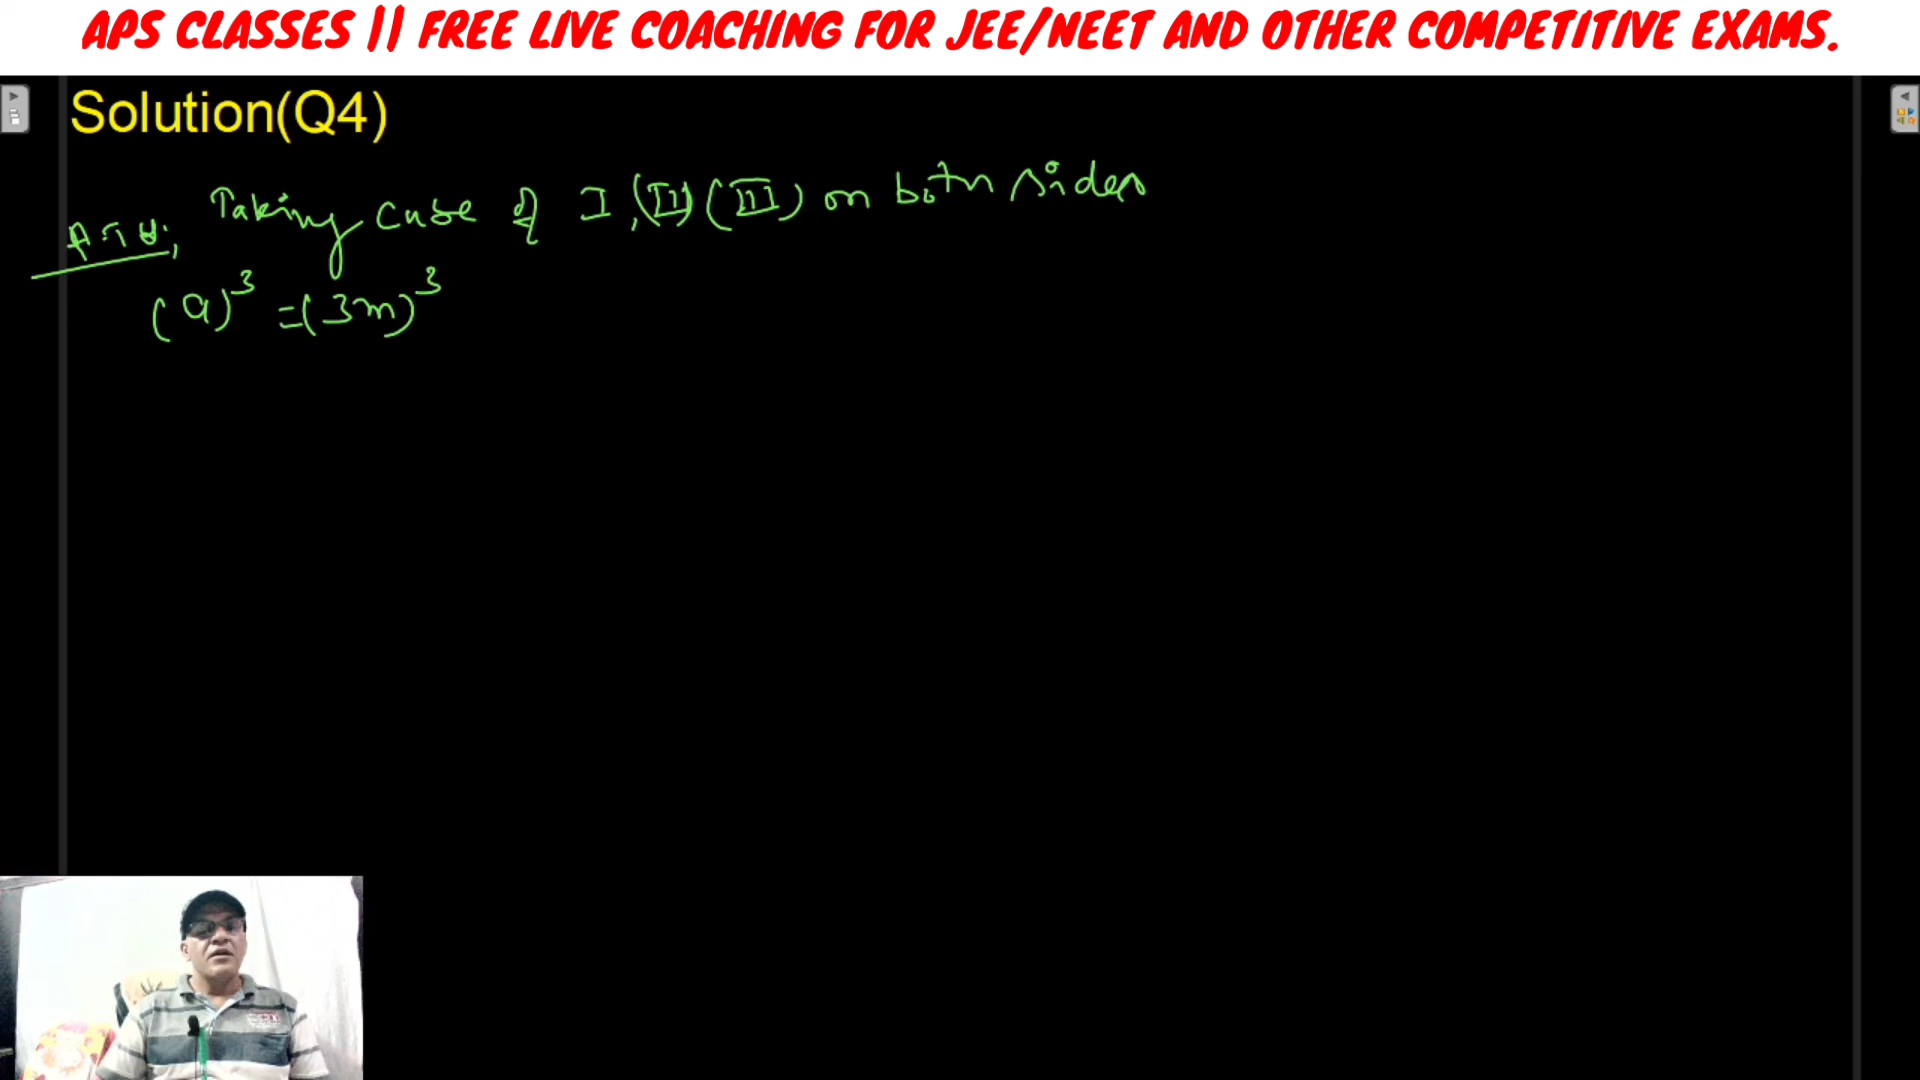 APS CLASSES || FREE LIVE COACHING FOR JEE/NEET AND OTHER COMPETITIVE EXAMS.
Solution(Q4)
Taking cube of I, (II) (III) on both sides
(a)³ = (3m)³